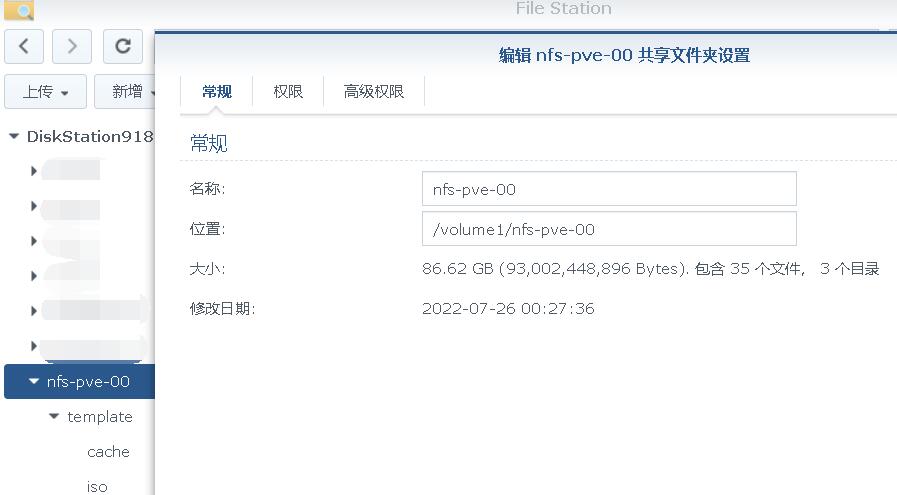 File Station
编辑 nfs-pve-00 共享文件夹设置
上传
新增
常规
权限
高级权限
DiskStation918
常规
名称:
nfs-pve-00
位置:
/volume1/nfs-pve-00
大小:
86.62 GB (93,002,448,896 Bytes). 包含 35 个文件, 3 个目录
修改日期:
2022-07-26 00:27:36
nfs-pve-00
template
cache
iso